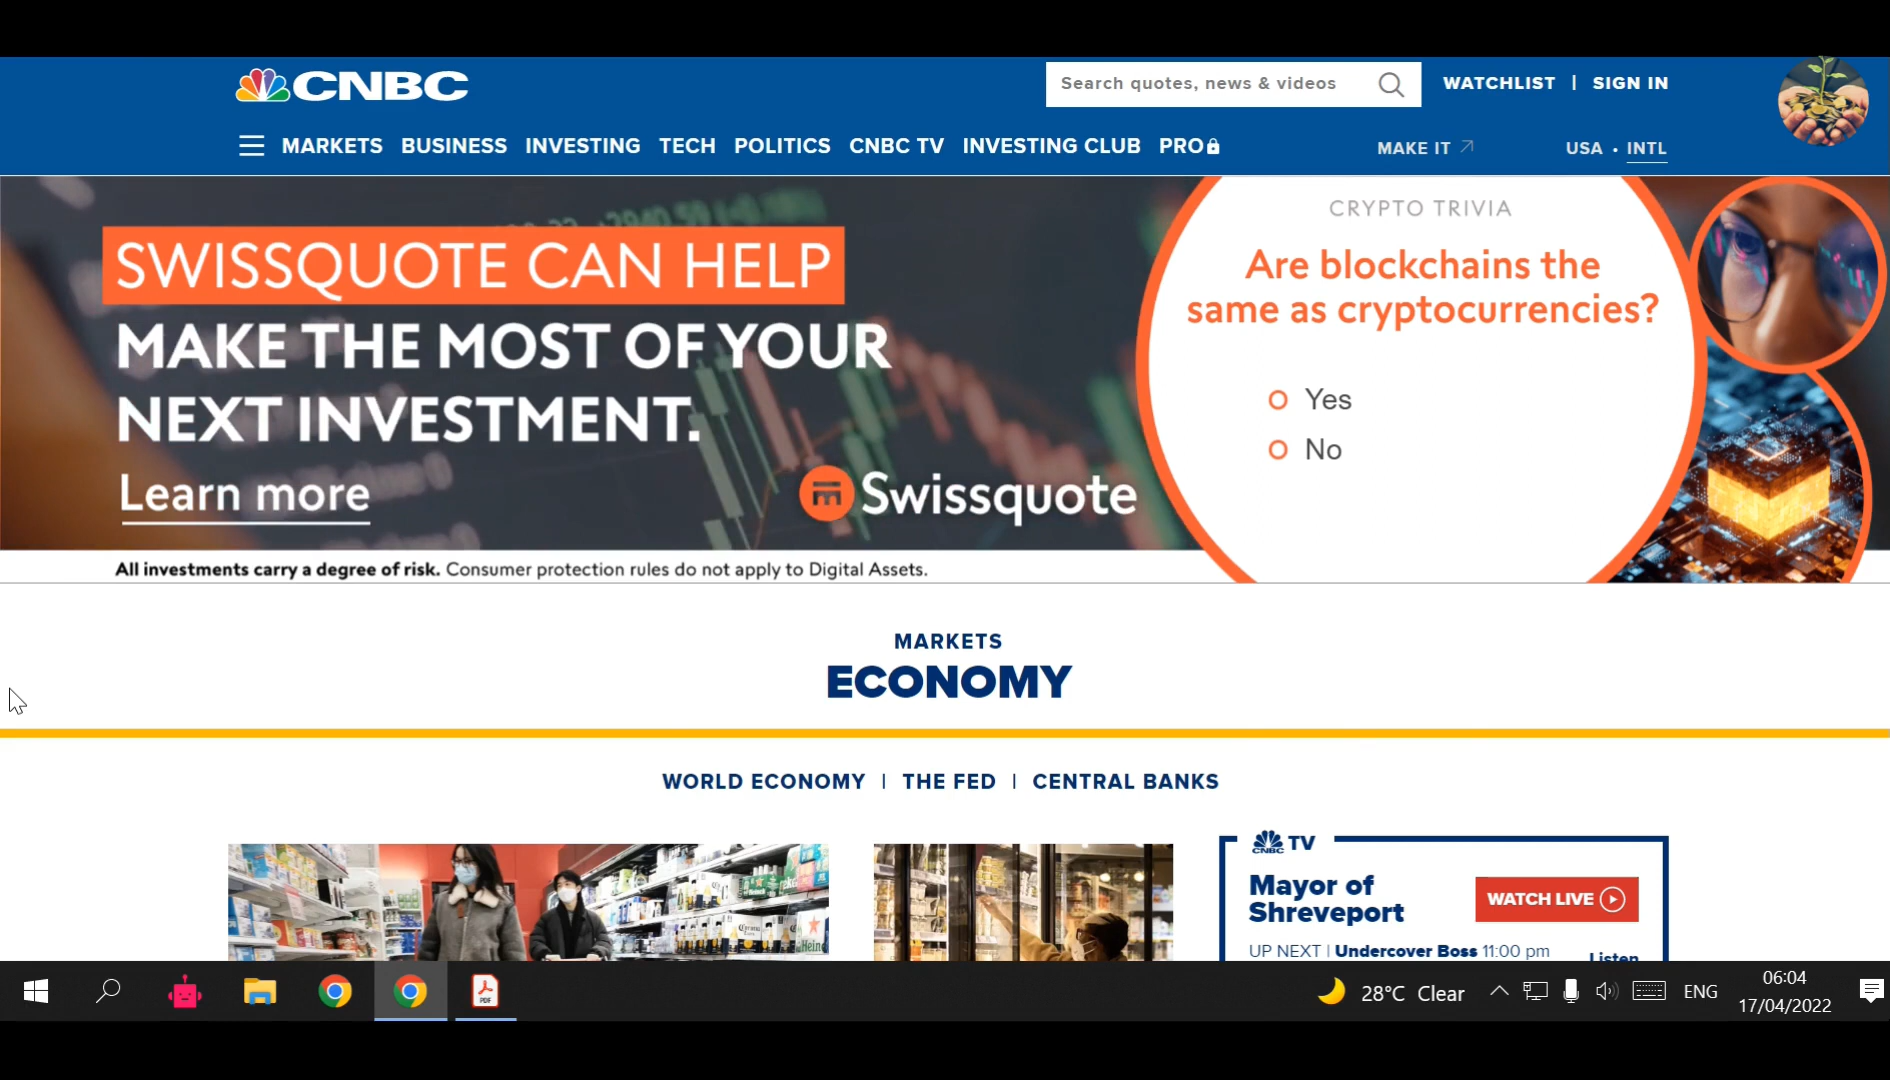 CNBC
Search quotes, news & videos
WATCHLIST | SIGN IN
MARKETS BUSINESS INVESTING TECH POLITICS CNBC TV INVESTING CLUB PRO
MAKE IT
USA • INTL
SWISSQUOTE CAN HELP
MAKE THE MOST OF YOUR
NEXT INVESTMENT.
Learn more
Swissquote
All investments carry a degree of risk. Consumer protection rules do not apply to Digital Assets.
CRYPTO TRIVIA
Are blockchains the
same as cryptocurrencies?
Yes
No
MARKETS
ECONOMY
WORLD ECONOMY | THE FED | CENTRAL BANKS
CNBC TV
Mayor of
Shreveport
WATCH LIVE
UP NEXT | Undercover Boss 11:00 pm
Listen
PDF
28°C Clear
ENG
06:04
17/04/2022